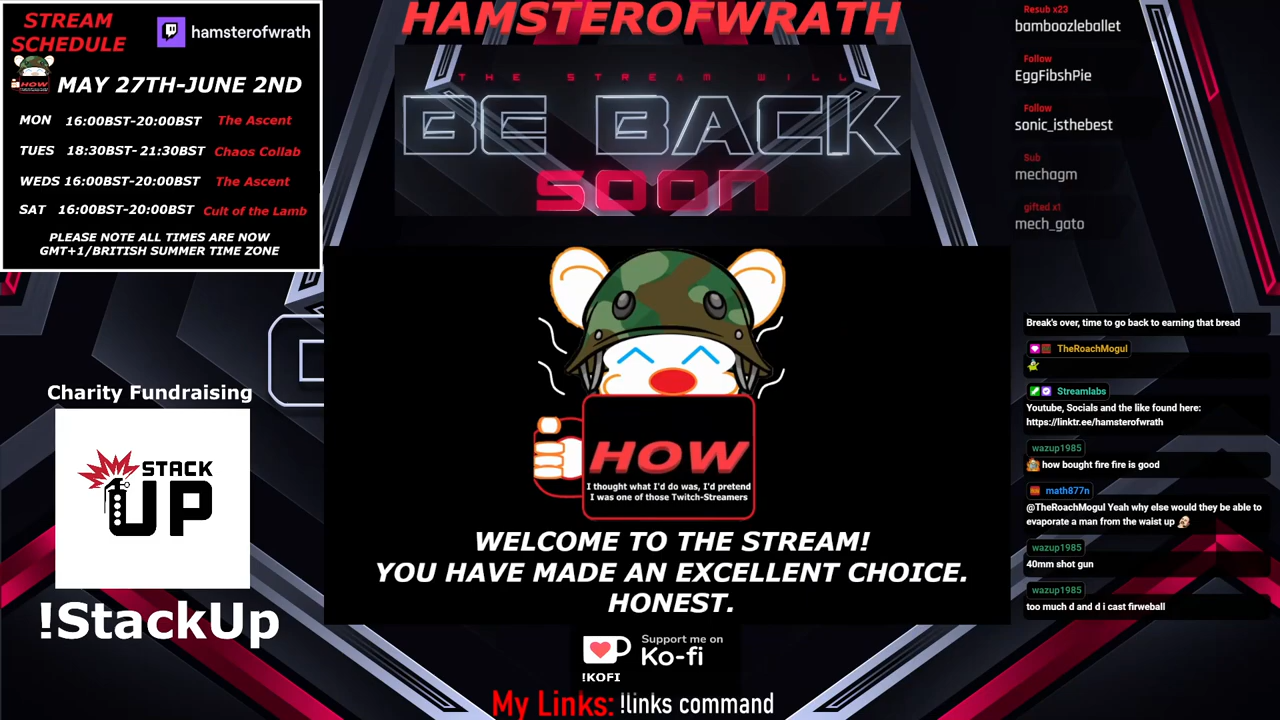 STREAM
SCHEDULE
hamsterofwrath
HOW
MAY 27TH-JUNE 2ND
MON 16:00BST-20:00BST The Ascent
TUES 18:30BST-21:30BST Chaos Collab
WEDS 16:00BST-20:00BST The Ascent
SAT 16:00BST-20:00BST Cult of the Lamb
PLEASE NOTE ALL TIMES ARE NOW
GMT+1/BRITISH SUMMER TIME ZONE
HAMSTEROFWRATH
THE STREAM WILL
BE BACK
SOON
Resub x23
bamboozleballet
Follow
EggFibshPie
Follow
sonic_isthebest
Sub
mechagm
gifted x1
mech_gato
Charity Fundraising
STACK
UP
!StackUp
HOW
I thought what I'd do was, I'd pretend
I was one of those Twitch-Streamers
WELCOME TO THE STREAM!
YOU HAVE MADE AN EXCELLENT CHOICE.
HONEST.
Support me on
Ko-fi
!KOFI
My Links: !links command
Break's over, time to go back to earning that bread
TheRoachMogul
Streamlabs
Youtube, Socials and the like found here:
https://linktr.ee/hamsterofwrath
wazup1985
how bought fire fire is good
math877n
@TheRoachMogul Yeah why else would they be able to
evaporate a man from the waist up
wazup1985
40mm shot gun
wazup1985
too much d and d i cast firweball